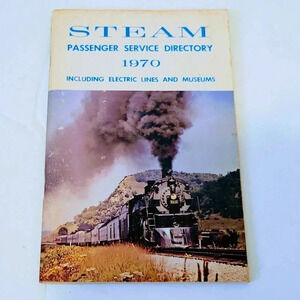 STEAM
PASSENGER SERVICE DIRECTORY
1970
INCLUDING ELECTRIC LINES AND MUSEUMS